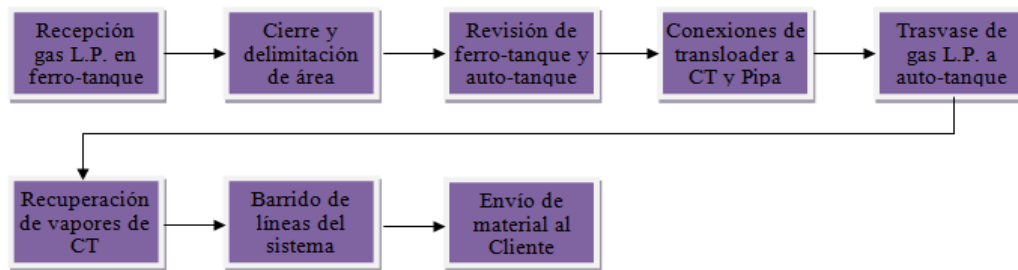 Recepción
gas L.P. en
ferro-tanque
Cierre y
delimitación
de área
Revisión de
ferro-tanque y
auto-tanque
Conexiones de
transloader a
CT y Pipa
Trasvase de
gas L.P. a
auto-tanque
Recuperación
de vapores de
CT
Barrido de
líneas del
sistema
Envío de
material al
Cliente